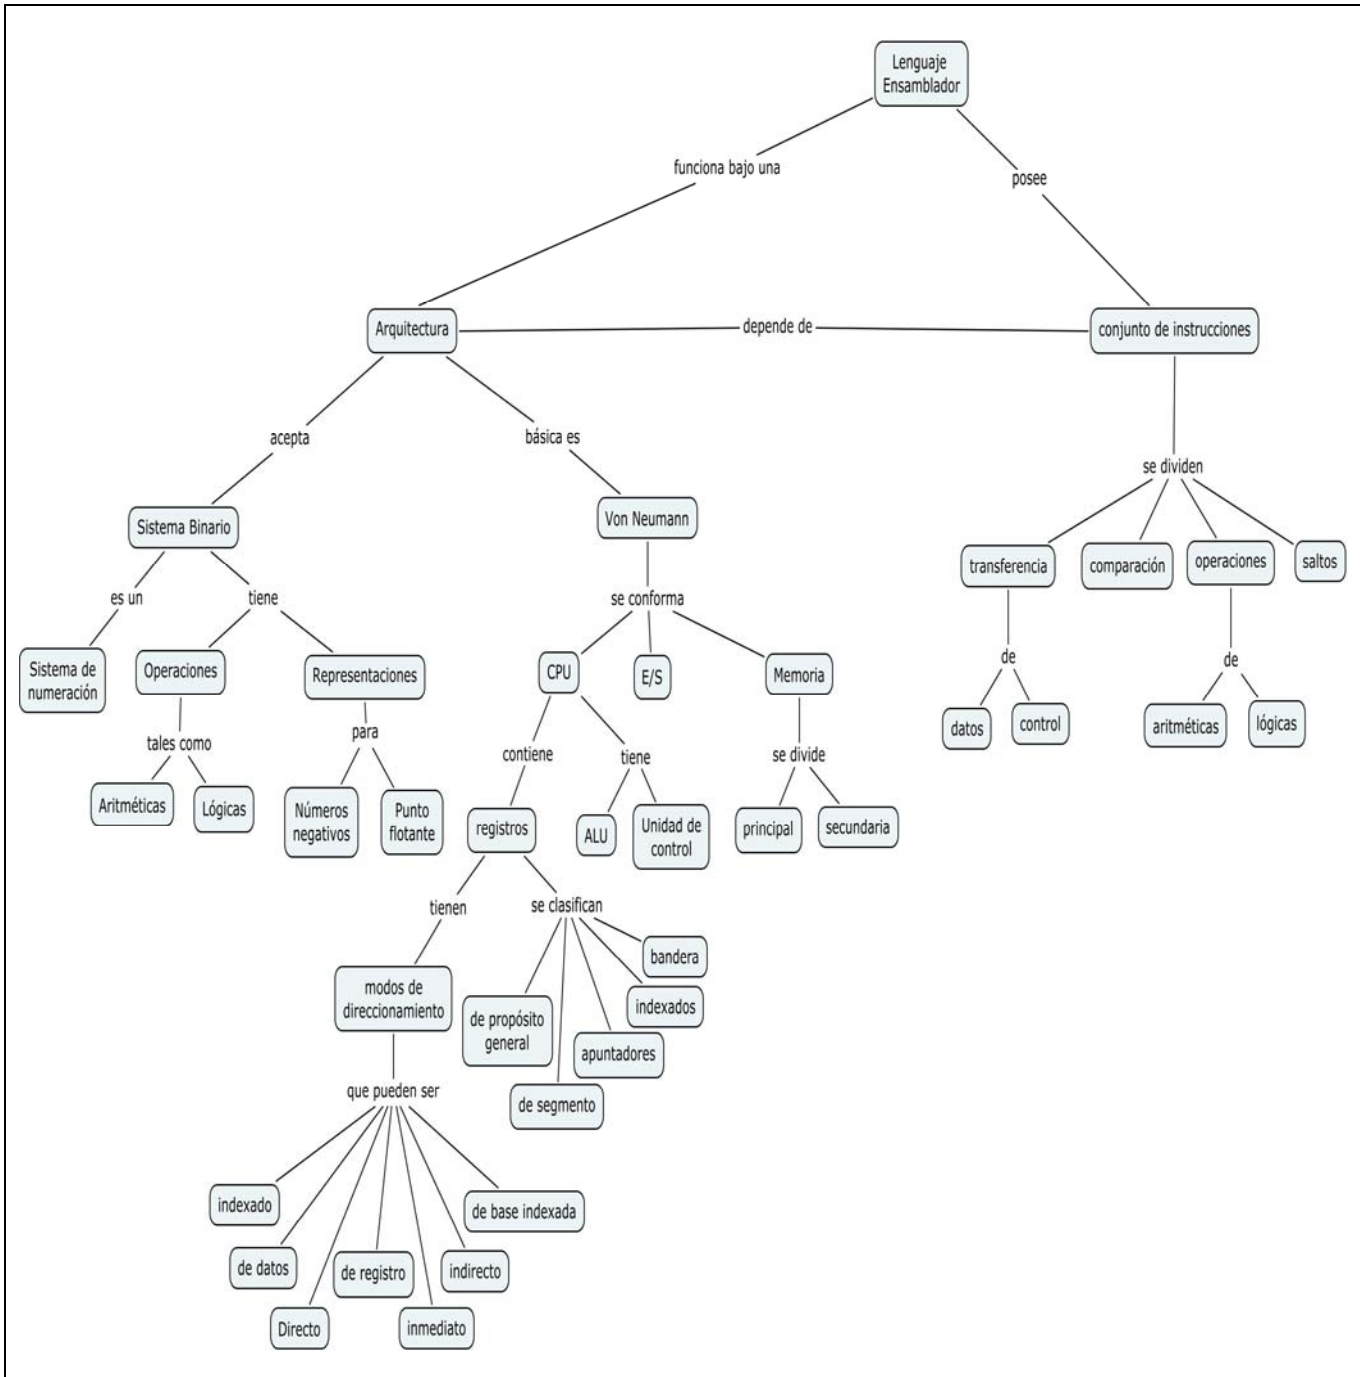 Lenguaje
Ensamblador
funciona bajo una
posee
Arquitectura
depende de
conjunto de instrucciones
acepta
básica es
se dividen
Sistema Binario
Von Neumann
transferencia
comparación
operaciones
saltos
es un
tiene
se conforma
de
de
Sistema de
numeración
Operaciones
Representaciones
CPU
E/S
Memoria
datos
control
aritméticas
lógicas
tales como
para
contiene
tiene
se divide
Aritméticas
Lógicas
Números
negativos
Punto
flotante
registros
ALU
Unidad de
control
principal
secundaria
tienen
se clasifican
bandera
modos de
direccionamiento
de propósito
general
indexados
apuntadores
de segmento
que pueden ser
indexado
de base indexada
de datos
de registro
indirecto
Directo
inmediato